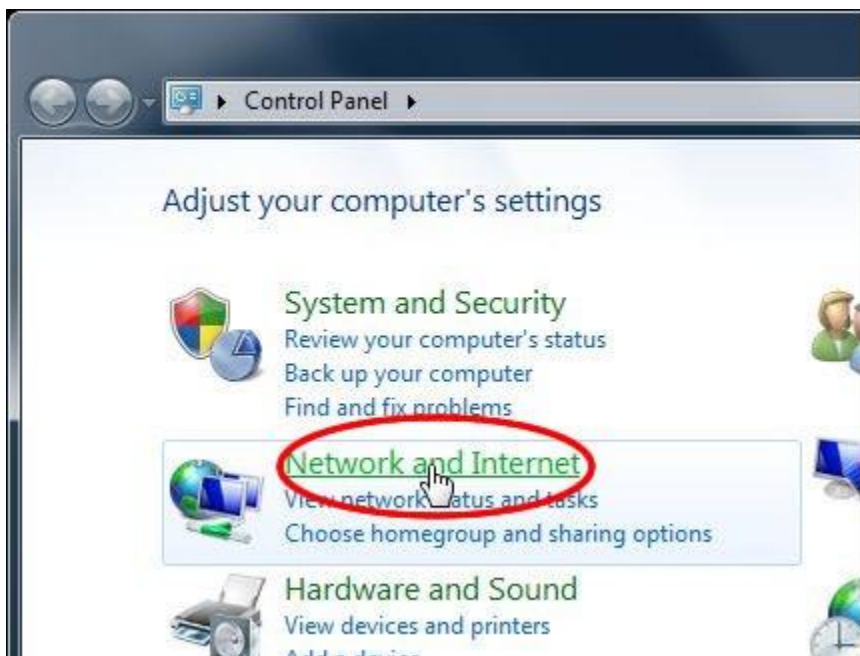 Control Panel
Adjust your computer's settings
System and Security
Review your computer's status
Back up your computer
Find and fix problems
Network and Internet
View network status and tasks
Choose homegroup and sharing options
Hardware and Sound
View devices and printers
Add a device